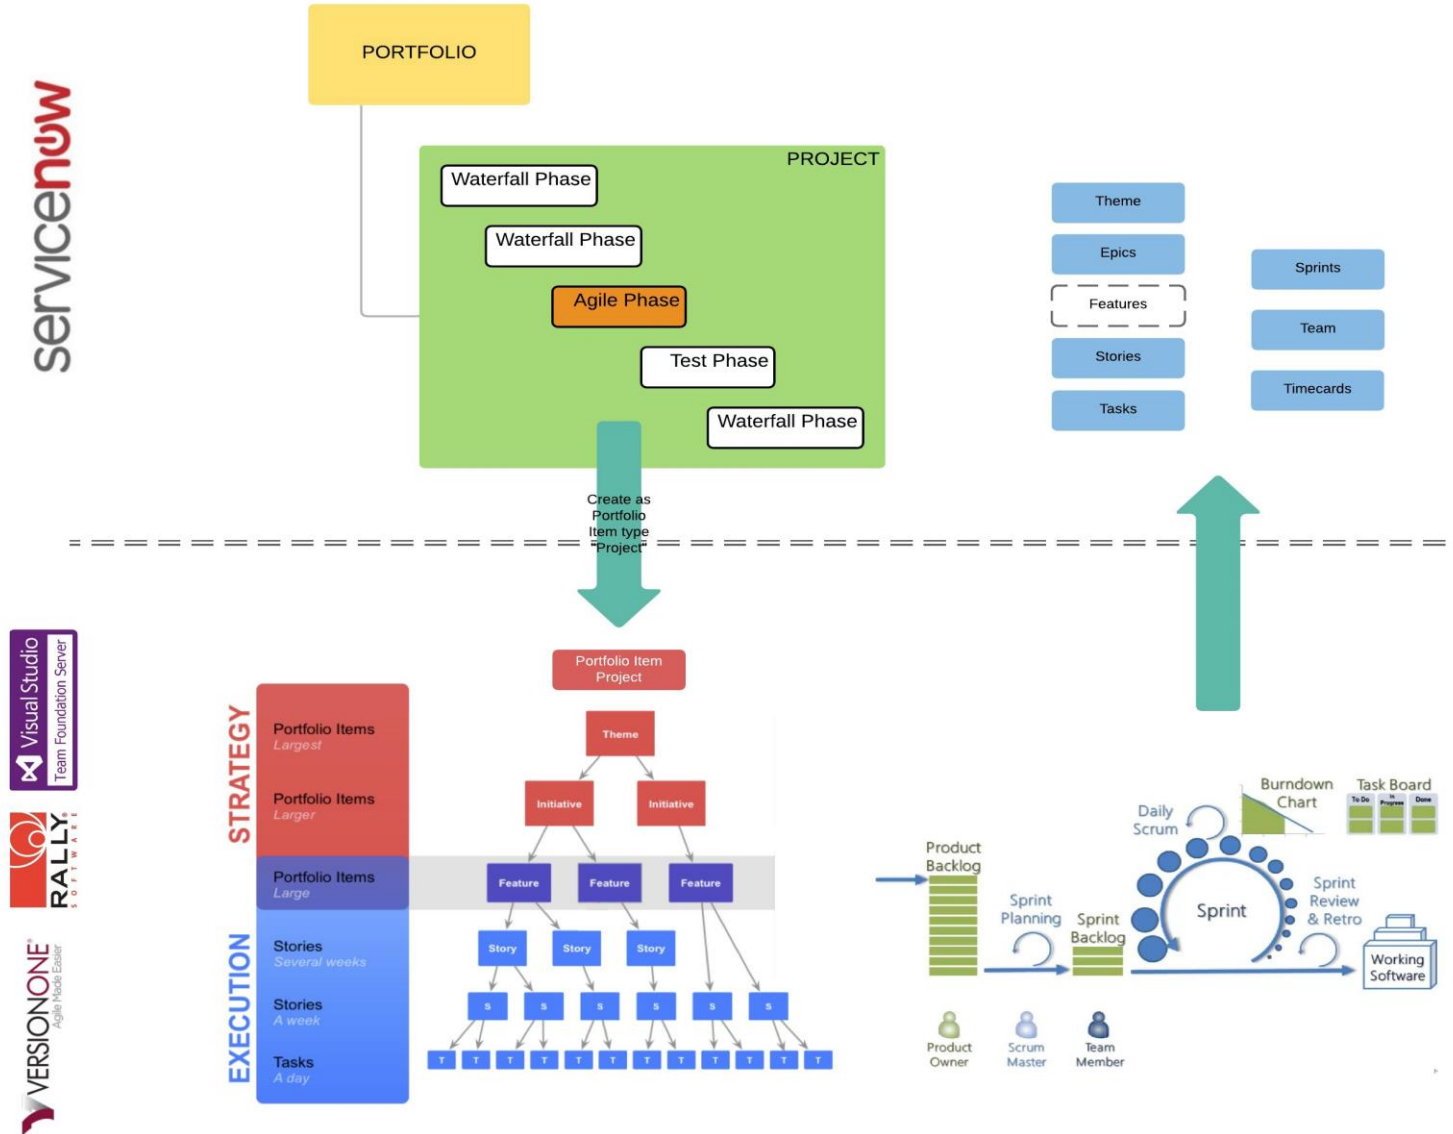 servicenow
PORTFOLIO
PROJECT
Waterfall Phase
Waterfall Phase
Agile Phase
Test Phase
Waterfall Phase
Theme
Epics
Features
Stories
Tasks
Sprints
Team
Timecards
Create as
Portfolio
Item type
"Project"
Visual Studio
Team Foundation Server
RALLY
SOFTWARE
VERSIONONE
Agile Made Easier
STRATEGY
EXECUTION
Portfolio Items
Largest
Portfolio Items
Larger
Portfolio Items
Large
Stories
Several weeks
Stories
A week
Tasks
A day
Portfolio Item
Project
Theme
Initiative Initiative
Feature Feature Feature
Story Story Story
S S S S S S
T T T T T T T T T T T T
Product
Backlog
Sprint
Planning
Sprint
Backlog
Daily
Scrum
Sprint
Burndown
Chart
Task Board
To Do In Progress Done
Sprint
Review
& Retro
Working
Software
Product
Owner
Scrum
Master
Team
Member